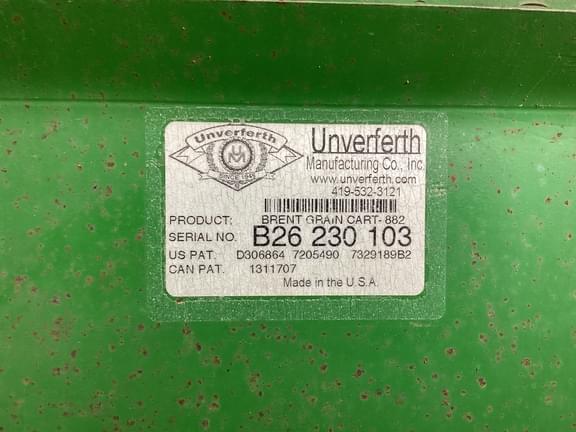 Unverferth
SINCE 1948
Unverferth
Manufacturing Co., Inc.
www.unverferth.com
419-532-3121
PRODUCT: BRENT GRAIN CART- 882
SERIAL NO. B26 230 103
US PAT. D306864 7205490 7329189B2
CAN PAT. 1311707
Made in the U.S.A.